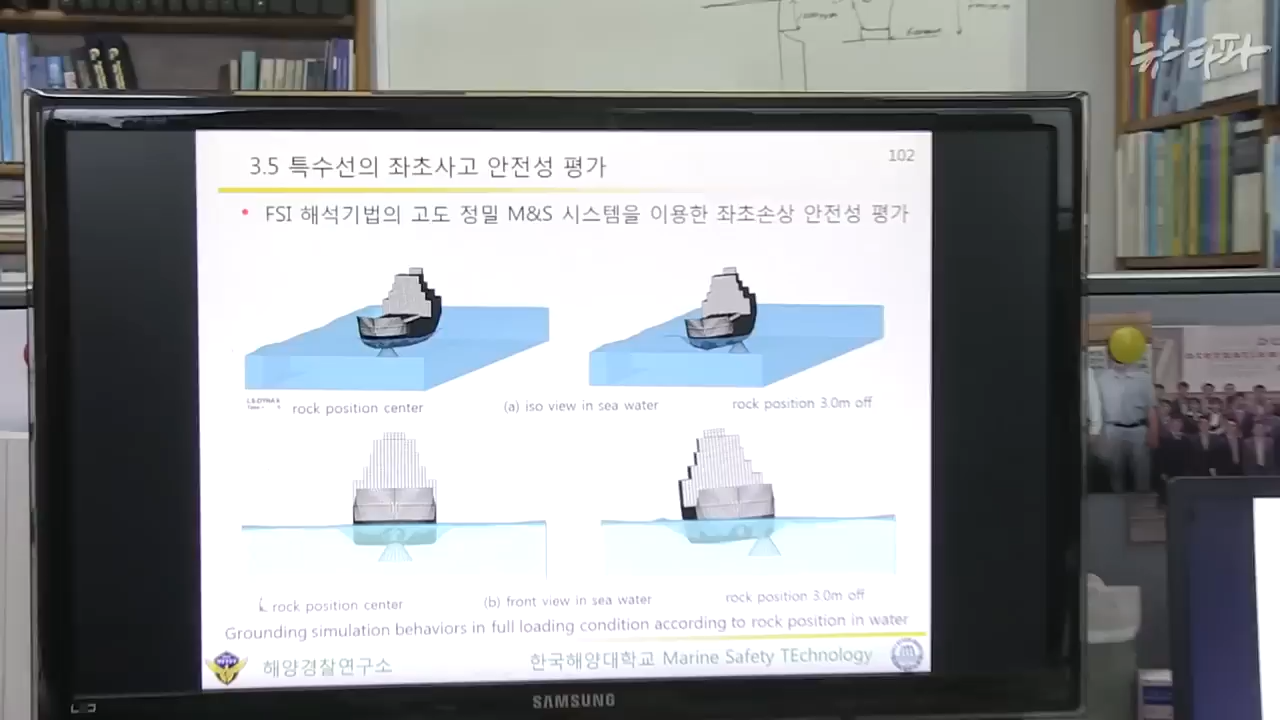 뉴스타파
3.5 특수선의 좌초사고 안전성 평가
102
• FSI 해석기법의 고도 정밀 M&S 시스템을 이용한 좌초손상 안전성 평가
rock position center
(a) iso view in sea water
rock position 3.0m off
rock position center
(b) front view in sea water
rock position 3.0m off
Grounding simulation behaviors in full loading condition according to rock position in water
해양경찰연구소
한국해양대학교 Marine Safety TEchnology
SAMSUNG